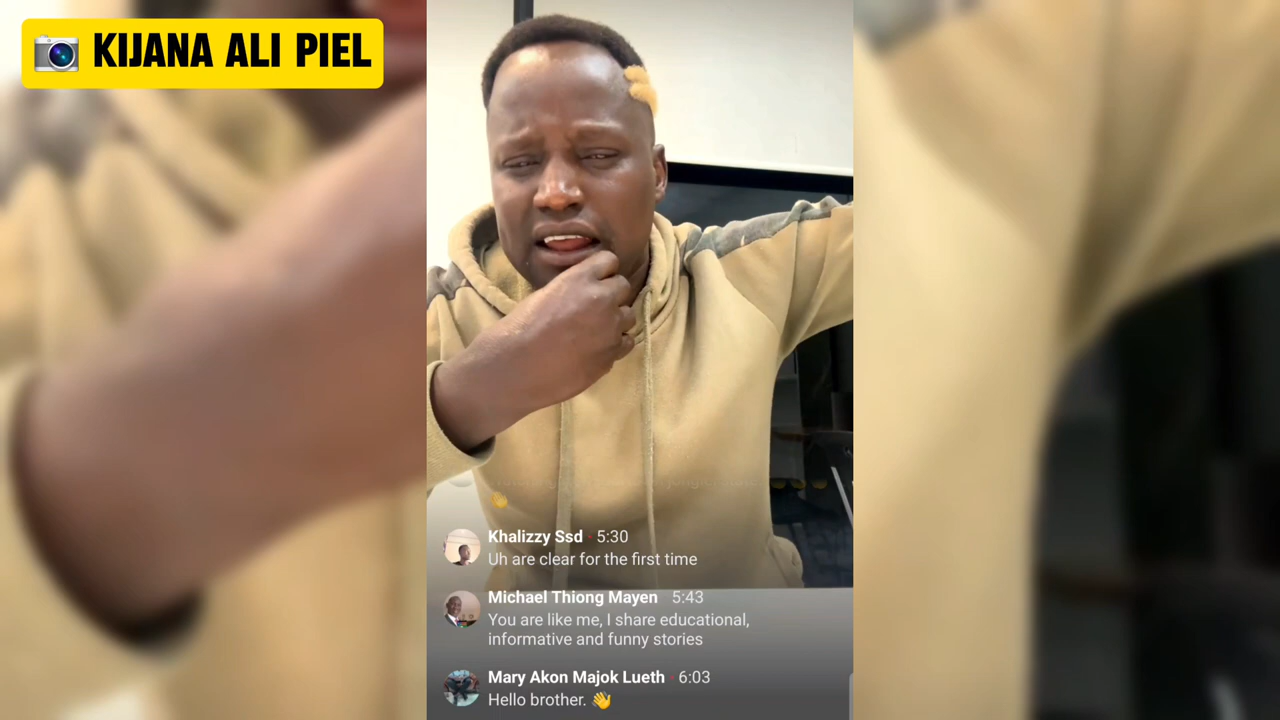 📷 KIJANA ALI PIEL
Khalizzy Ssd · 5:30
Uh are clear for the first time
Michael Thiong Mayen 5:43
You are like me, I share educational,
informative and funny stories
Mary Akon Majok Lueth · 6:03
Hello brother. 👋